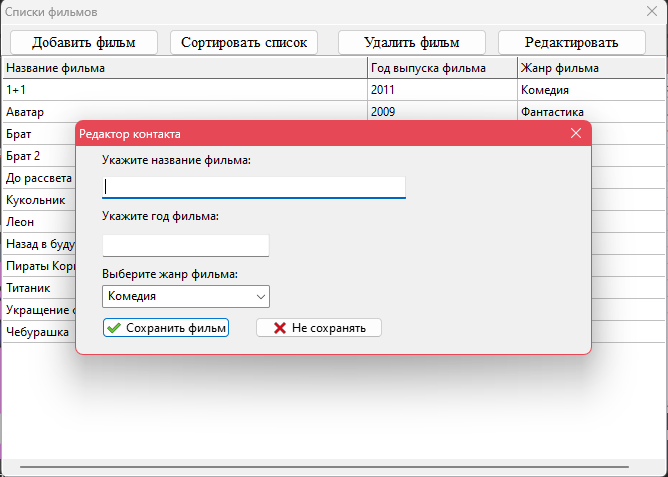 Списки фильмов
Добавить фильм Сортировать список Удалить фильм Редактировать
Название фильма Год выпуска фильма Жанр фильма
1+1 2011 Комедия
Аватар 2009 Фантастика
Брат
Брат 2
До рассвета
Кукольник
Леон
Назад в буду
Пираты Кор
Титаник
Укращение
Чебурашка
Редактор контакта
Укажите название фильма:
Укажите год фильма:
Выберите жанр фильма:
Комедия
Сохранить фильм Не сохранять